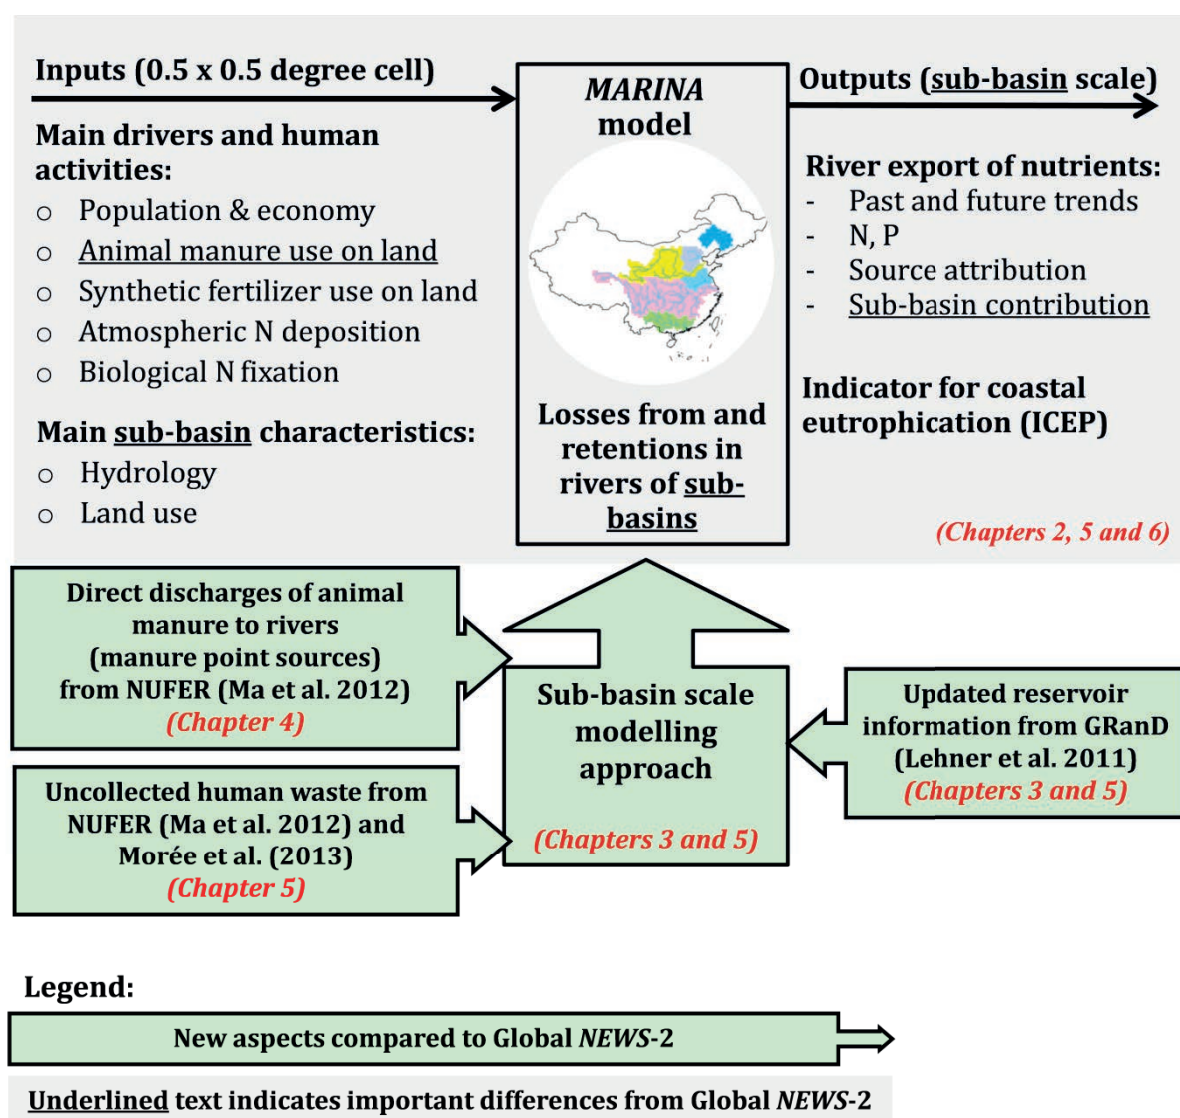 Inputs (0.5 x 0.5 degree cell)
Main drivers and human
activities:
o Population & economy
o Animal manure use on land
o Synthetic fertilizer use on land
o Atmospheric N deposition
o Biological N fixation
Main sub-basin characteristics:
o Hydrology
o Land use
MARINA
model
Losses from and
retentions in
rivers of sub-
basins
Outputs (sub-basin scale)
River export of nutrients:
- Past and future trends
- N, P
- Source attribution
- Sub-basin contribution
Indicator for coastal
eutrophication (ICEP)
(Chapters 2, 5 and 6)
Direct discharges of animal
manure to rivers
(manure point sources)
from NUFER (Ma et al. 2012)
(Chapter 4)
Uncollected human waste from
NUFER (Ma et al. 2012) and
Morée et al. (2013)
(Chapter 5)
Sub-basin scale
modelling
approach
(Chapters 3 and 5)
Updated reservoir
information from GRanD
(Lehner et al. 2011)
(Chapters 3 and 5)
Legend:
New aspects compared to Global NEWS-2
Underlined text indicates important differences from Global NEWS-2